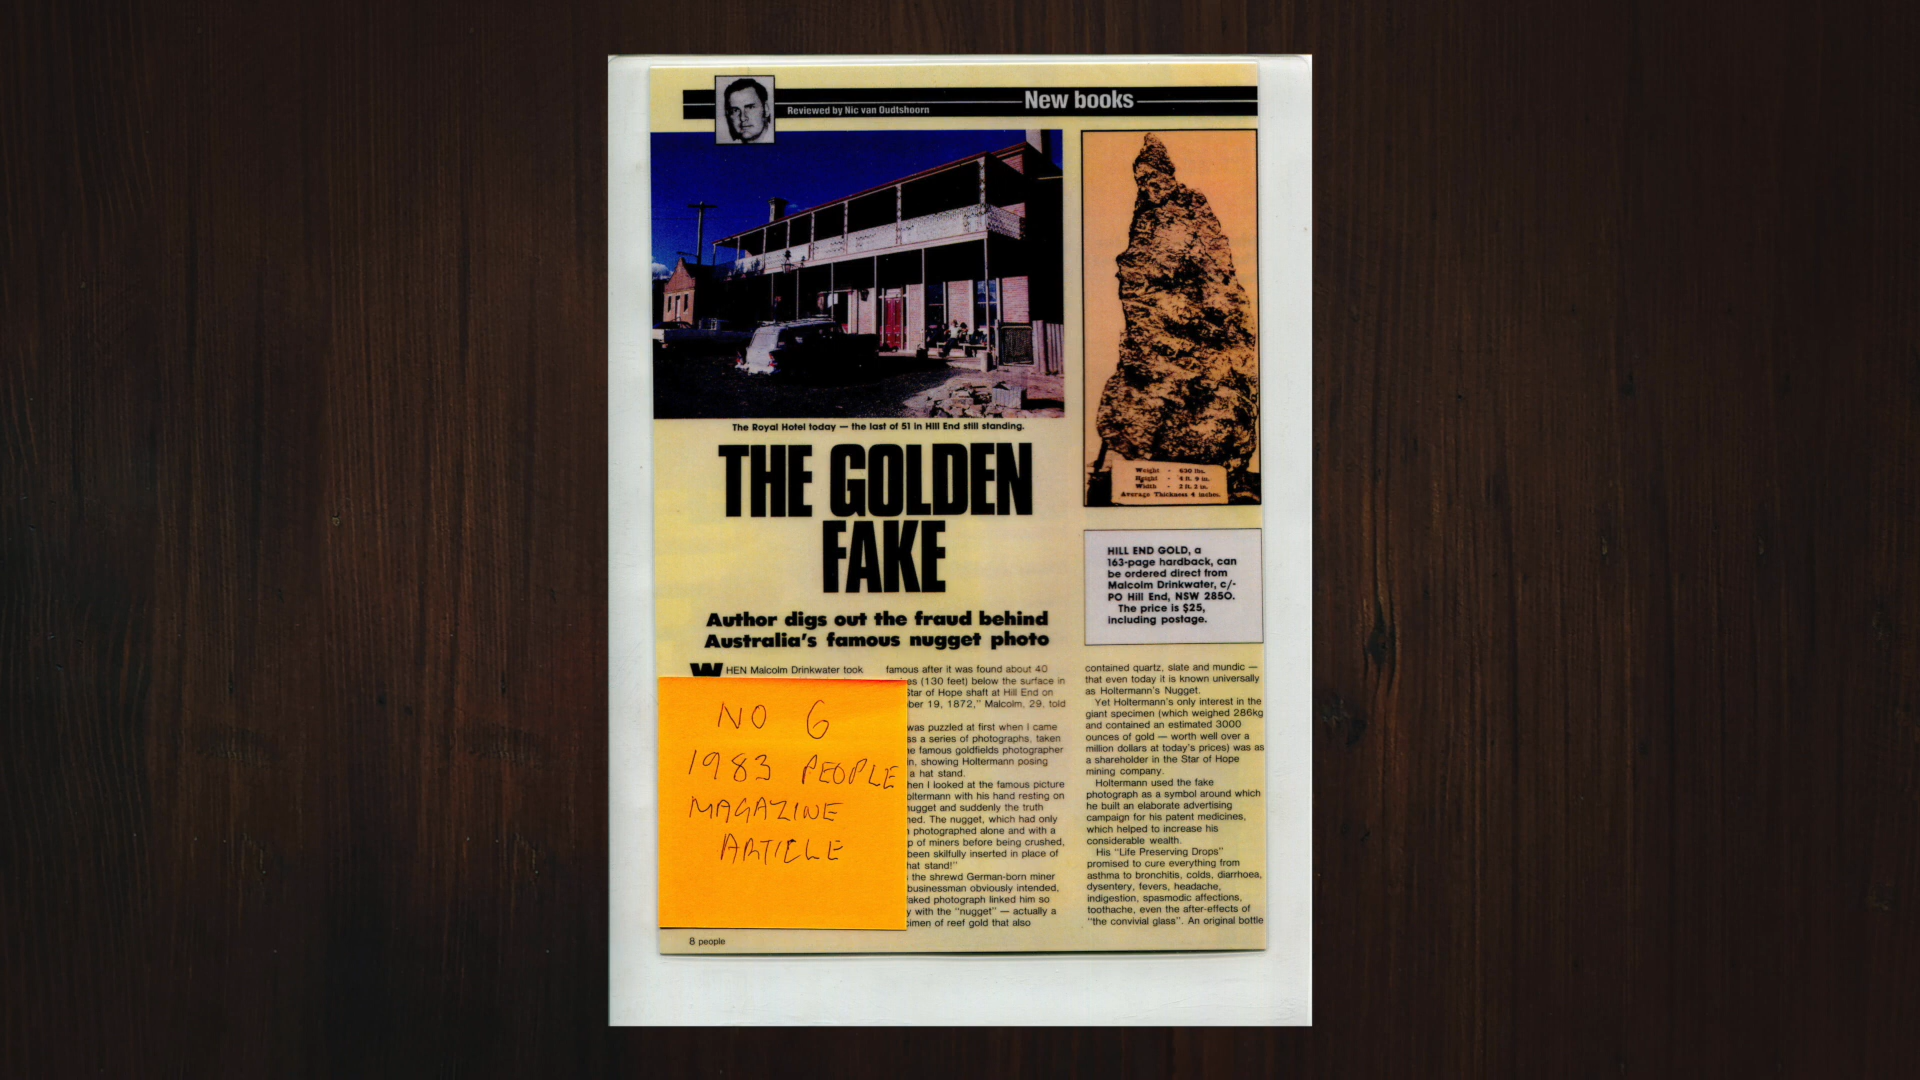 Reviewed by Nic van Oudtshoorn
New books
The Royal Hotel today — the last of 51 in Hill End still standing.
Weight - 630 lbs.
Height - 4 ft. 9 in.
Width - 2 ft. 2 in.
Average Thickness 4 inches.
THE GOLDEN
FAKE
Author digs out the fraud behind
Australia's famous nugget photo
HILL END GOLD, a
163-page hardback, can
be ordered direct from
Malcolm Drinkwater, c/-
PO Hill End, NSW 2850.
The price is $25,
including postage.
WHEN Malcolm Drinkwater took
NO 6
1983 PEOPLE
MAGAZINE
ARTICLE
famous after it was found about 40
(130 feet) below the surface in
Star of Hope shaft at Hill End on
19, 1872," Malcolm, 29, told
was puzzled at first when I came
a series of photographs, taken
famous goldfields photographer
showing Holtermann posing
a hat stand.
I looked at the famous picture
with his hand resting on
nugget and suddenly the truth
The nugget, which had only
photographed alone and with a
of miners before being crushed,
been skilfully inserted in place of
hat stand!"
the shrewd German-born miner
businessman obviously intended,
faked photograph linked him so
with the "nugget" — actually a
of reef gold that also
contained quartz, slate and mundic —
that even today it is known universally
as Holtermann's Nugget.
Yet Holtermann's only interest in the
giant specimen (which weighed 286kg
and contained an estimated 3000
ounces of gold — worth well over a
million dollars at today's prices) was as
a shareholder in the Star of Hope
mining company.
Holtermann used the fake
photograph as a symbol around which
he built an elaborate advertising
campaign for his patent medicines,
which helped to increase his
considerable wealth.
His "Life Preserving Drops"
promised to cure everything from
asthma to bronchitis, colds, diarrhoea,
dysentery, fevers, headache,
indigestion, spasmodic affections,
toothache, even the after-effects of
"the convivial glass". An original bottle
8 people